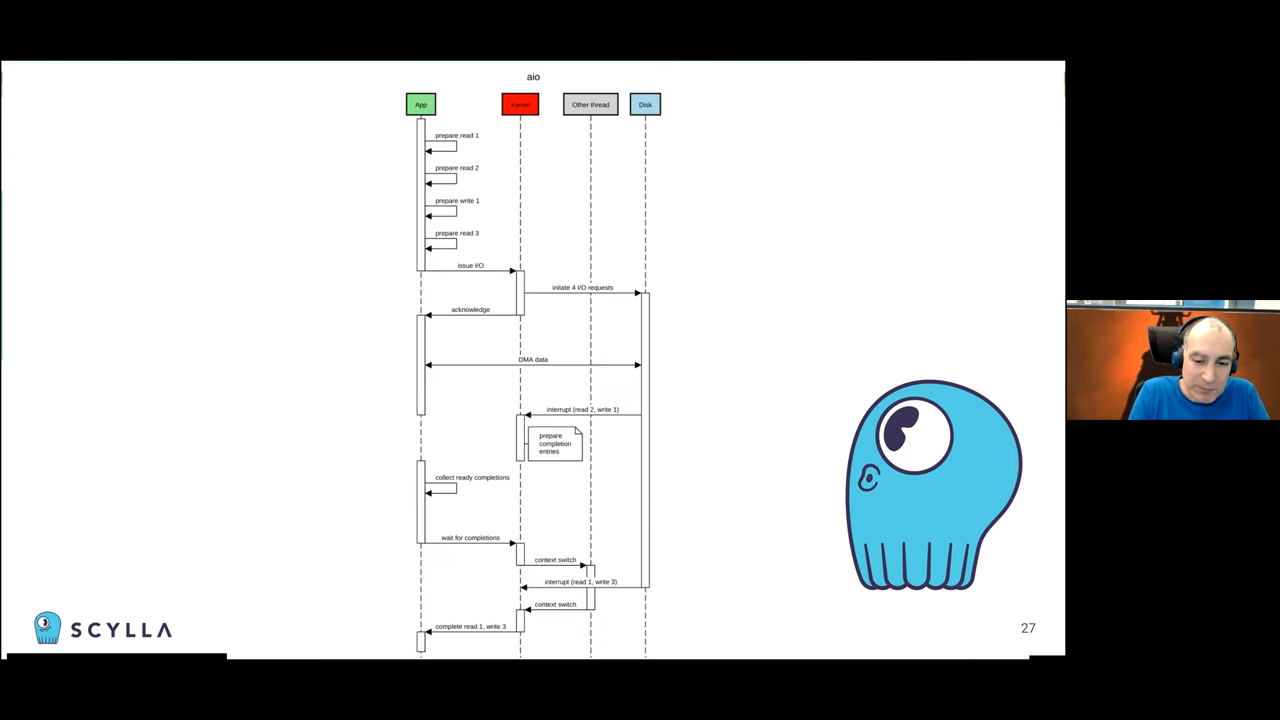 aio
App
Kernel
Other thread
Disk
prepare read 1
prepare read 2
prepare write 1
prepare read 3
issue I/O
initate 4 I/O requests
acknowledge
DMA data
interrupt (read 2, write 1)
prepare
completion
entries
collect ready completions
wait for completions
context switch
interrupt (read 1, write 3)
context switch
complete read 1, write 3
SCYLLA
27